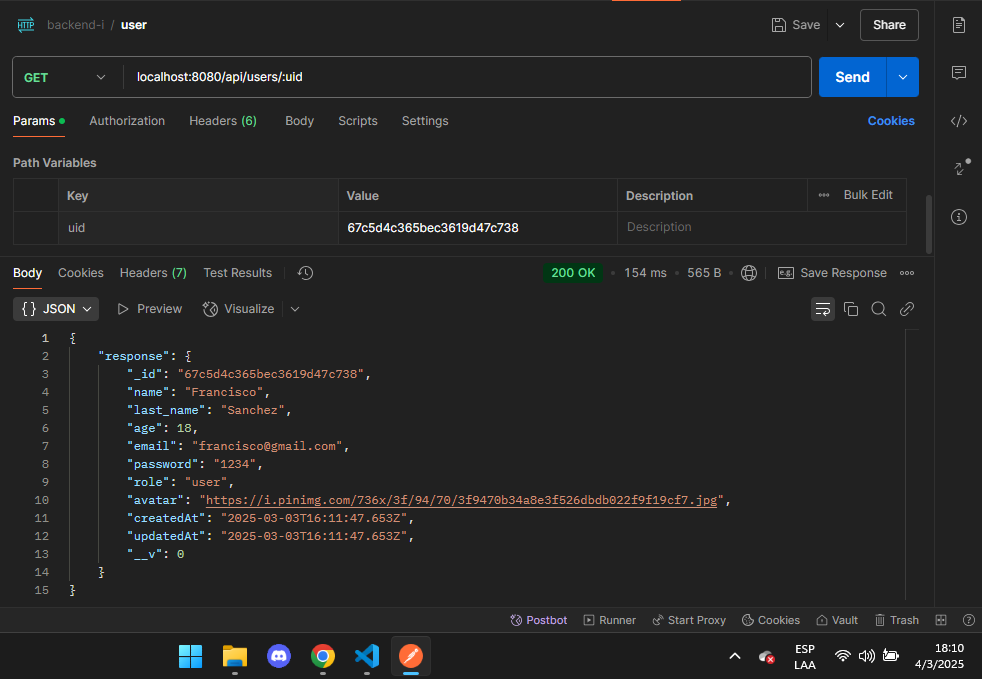 HTTP backend-i / user Save Share
GET localhost:8080/api/users/:uid Send
Params Authorization Headers (6) Body Scripts Settings Cookies
Path Variables
Key Value Description ••• Bulk Edit
uid 67c5d4c365bec3619d47c738 Description
Body Cookies Headers (7) Test Results 200 OK • 154 ms • 565 B • e.g. Save Response •••
{} JSON Preview Visualize
1 {
2 "response": {
3 "_id": "67c5d4c365bec3619d47c738",
4 "name": "Francisco",
5 "last_name": "Sanchez",
6 "age": 18,
7 "email": "francisco@gmail.com",
8 "password": "1234",
9 "role": "user",
10 "avatar": "https://i.pinimg.com/736x/3f/94/70/3f9470b34a8e3f526dbdb022f9f19cf7.jpg",
11 "createdAt": "2025-03-03T16:11:47.653Z",
12 "updatedAt": "2025-03-03T16:11:47.653Z",
13 "__v": 0
14 }
15 }
Postbot Runner Start Proxy Cookies Vault Trash
ESP 18:10
LAA 4/3/2025